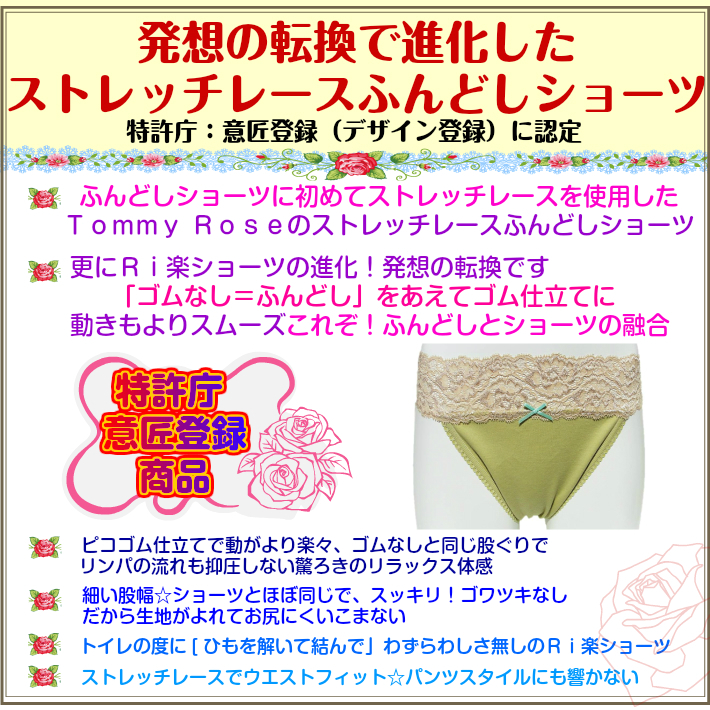 発想の転換で進化した
ストレッチレースふんどしショーツ
特許庁：意匠登録（デザイン登録）に認定
ふんどしショーツに初めてストレッチレースを使用した
Ｔｏｍｍｙ Ｒｏｓｅのストレッチレースふんどしショーツ
更にＲｉ楽ショーツの進化！発想の転換です
「ゴムなし＝ふんどし」をあえてゴム仕立てに
動きもよりスムーズこれぞ！ふんどしとショーツの融合
特許庁
意匠登録
商品
ピコゴム仕立てで動がより楽々、ゴムなしと同じ股ぐりで
リンパの流れも抑圧しない驚ろきのリラックス体感
細い股幅☆ショーツとほぼ同じで、スッキリ！ゴワツキなし
だから生地がよれてお尻にくいこまない
トイレの度に [ ひもを解いて結んで」わずらわしさ無しのＲｉ楽ショーツ
ストレッチレースでウエストフィット☆パンツスタイルにも響かない